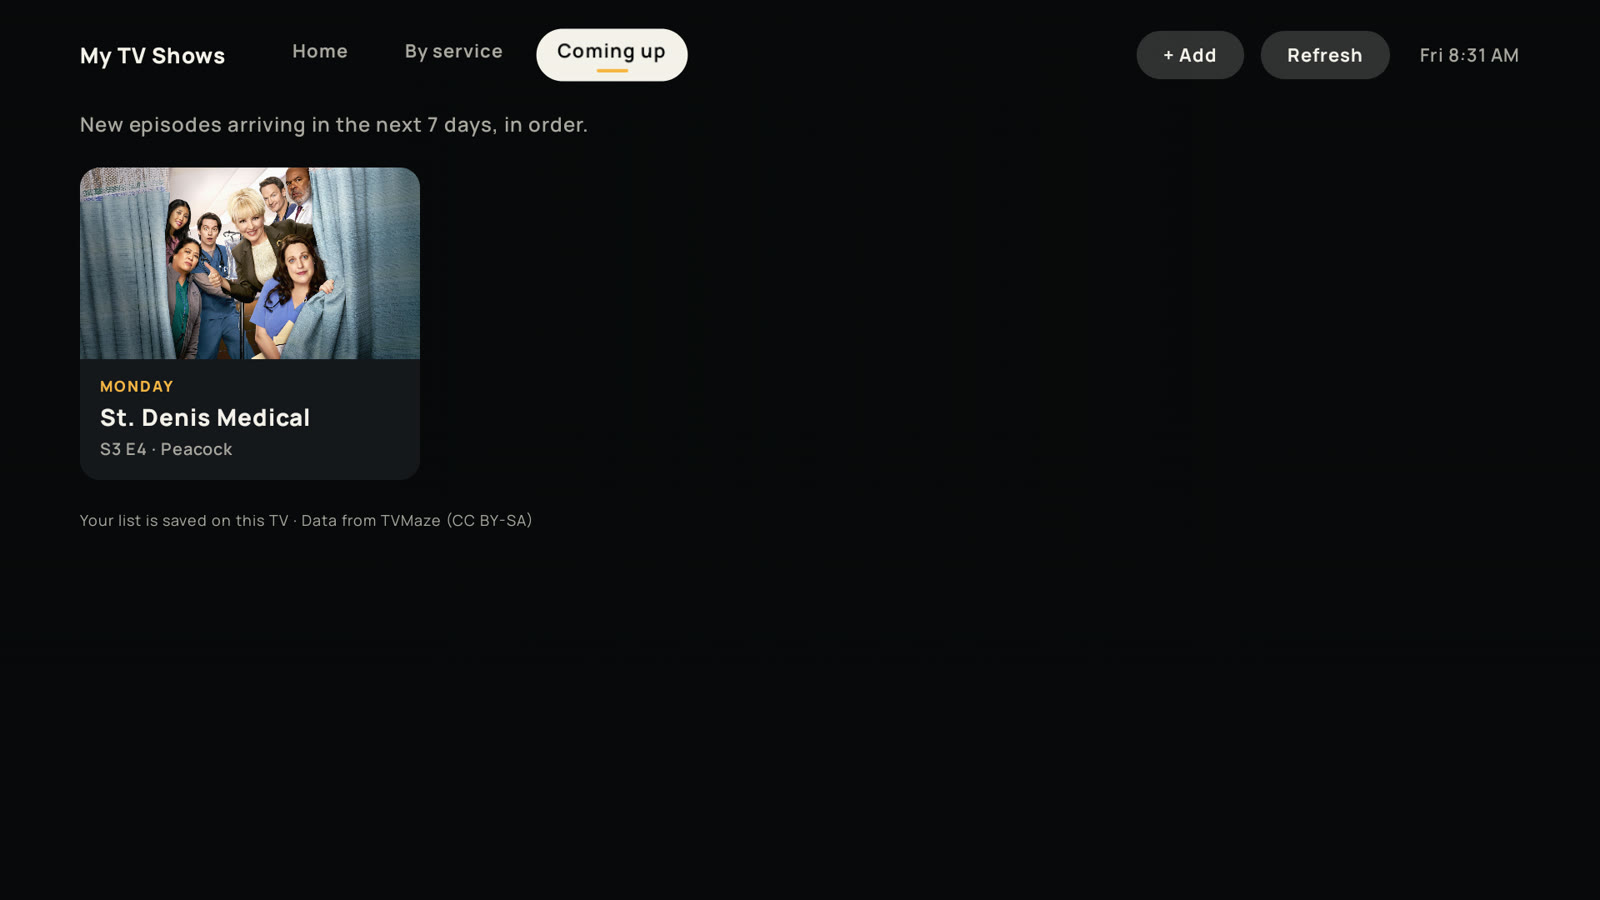 My TV Shows
Home
By service
Coming up
+ Add
Refresh
Fri 8:31 AM
New episodes arriving in the next 7 days, in order.
MONDAY
St. Denis Medical
S3 E4 · Peacock
Your list is saved on this TV · Data from TVMaze (CC BY-SA)